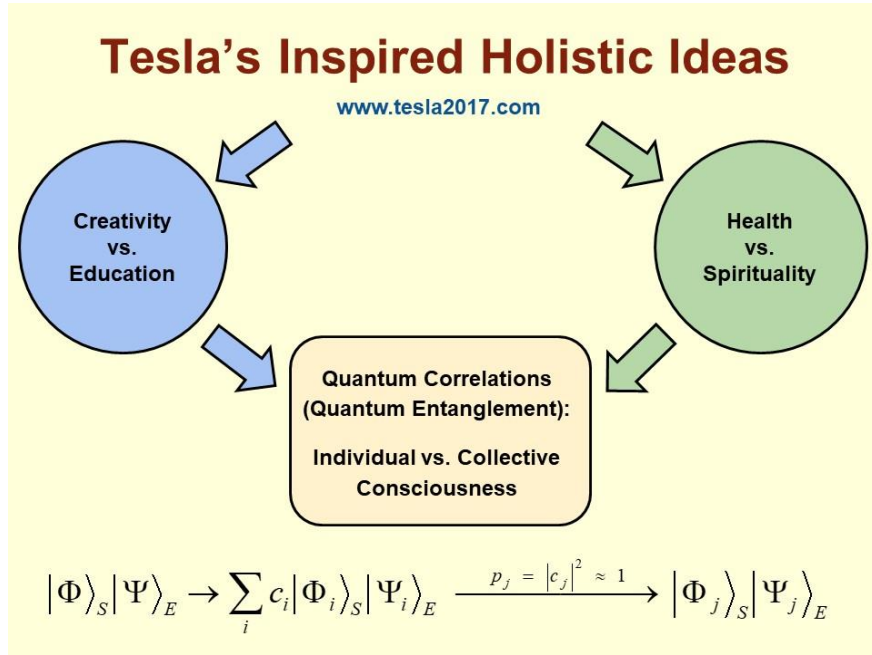 Tesla's Inspired Holistic Ideas
www.tesla2017.com
Creativity
vs.
Education
Health
vs.
Spirituality
Quantum Correlations
(Quantum Entanglement):
Individual vs. Collective
Consciousness
|Φ⟩_S|Ψ⟩_E → ∑_i c_i|Φ_i⟩_S|Ψ_i⟩_E —p_j = |c_j|^2 ≈ 1→ |Φ_j⟩_S|Ψ_j⟩_E